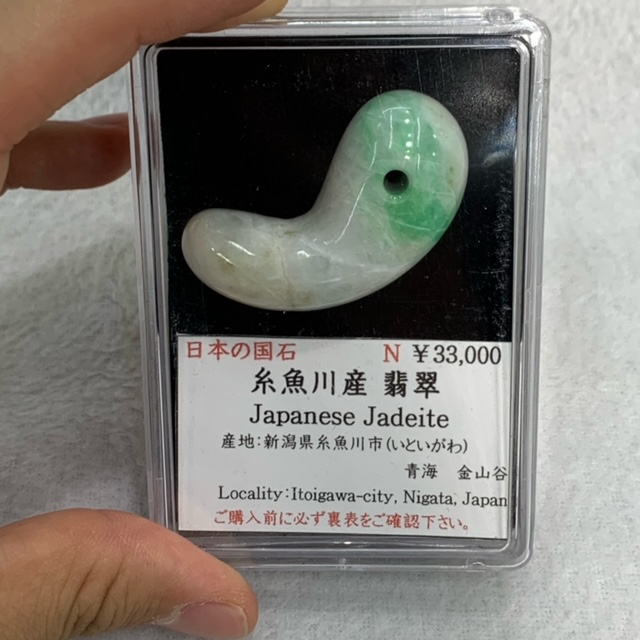 日本の国石 N ¥33,000
糸魚川産 翡翠
Japanese Jadeite
産地:新潟県糸魚川市(いといがわ)
青海 金山谷
Locality:Itoigawa-city, Nigata, Japan
ご購入前に必ず裏表をご確認下さい。